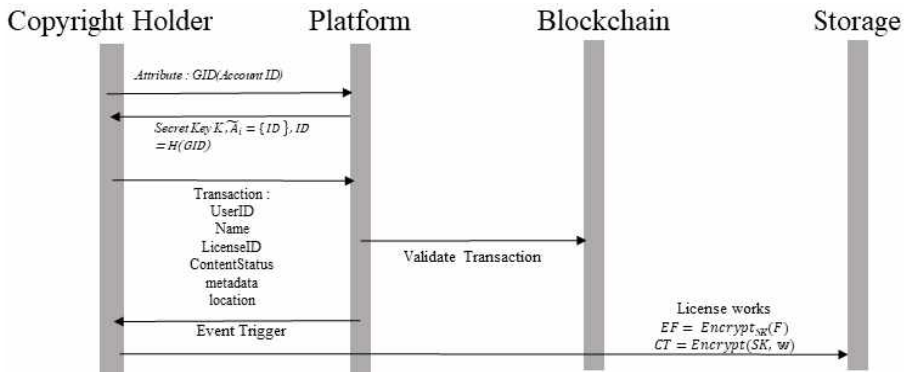 Copyright Holder Platform Blockchain Storage
Attribute : GID(Account ID)
Secret Key K, Ã_i = {ID}, ID
= H(GID)
Transaction :
UserID
Name
LicenseID
ContentStatus
metadata
location
Validate Transaction
Event Trigger
License works
EF = Encrypt_SK(F)
CT = Encrypt(SK, w)